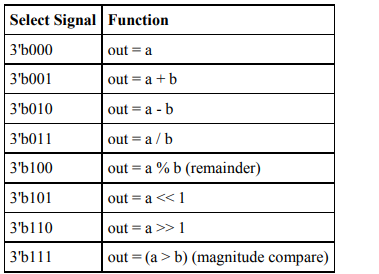 Select Signal Function
3'b000 out = a
3'b001 out = a + b
3'b010 out = a - b
3'b011 out = a / b
3'b100 out = a % b (remainder)
3'b101 out = a << 1
3'b110 out = a >> 1
3'b111 out = (a > b) (magnitude compare)